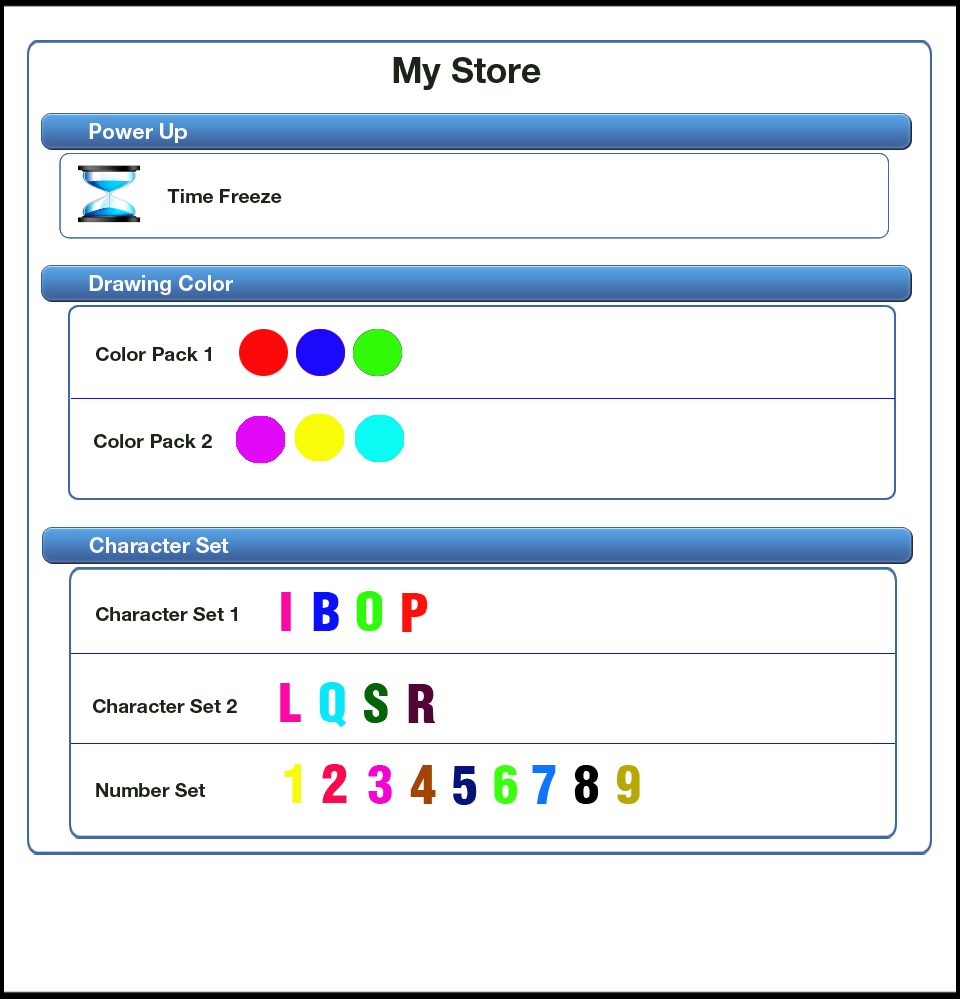 My Store
Power Up
Time Freeze
Drawing Color
Color Pack 1
Color Pack 2
Character Set
Character Set 1 I B O P
Character Set 2 L Q S R
Number Set 1 2 3 4 5 6 7 8 9